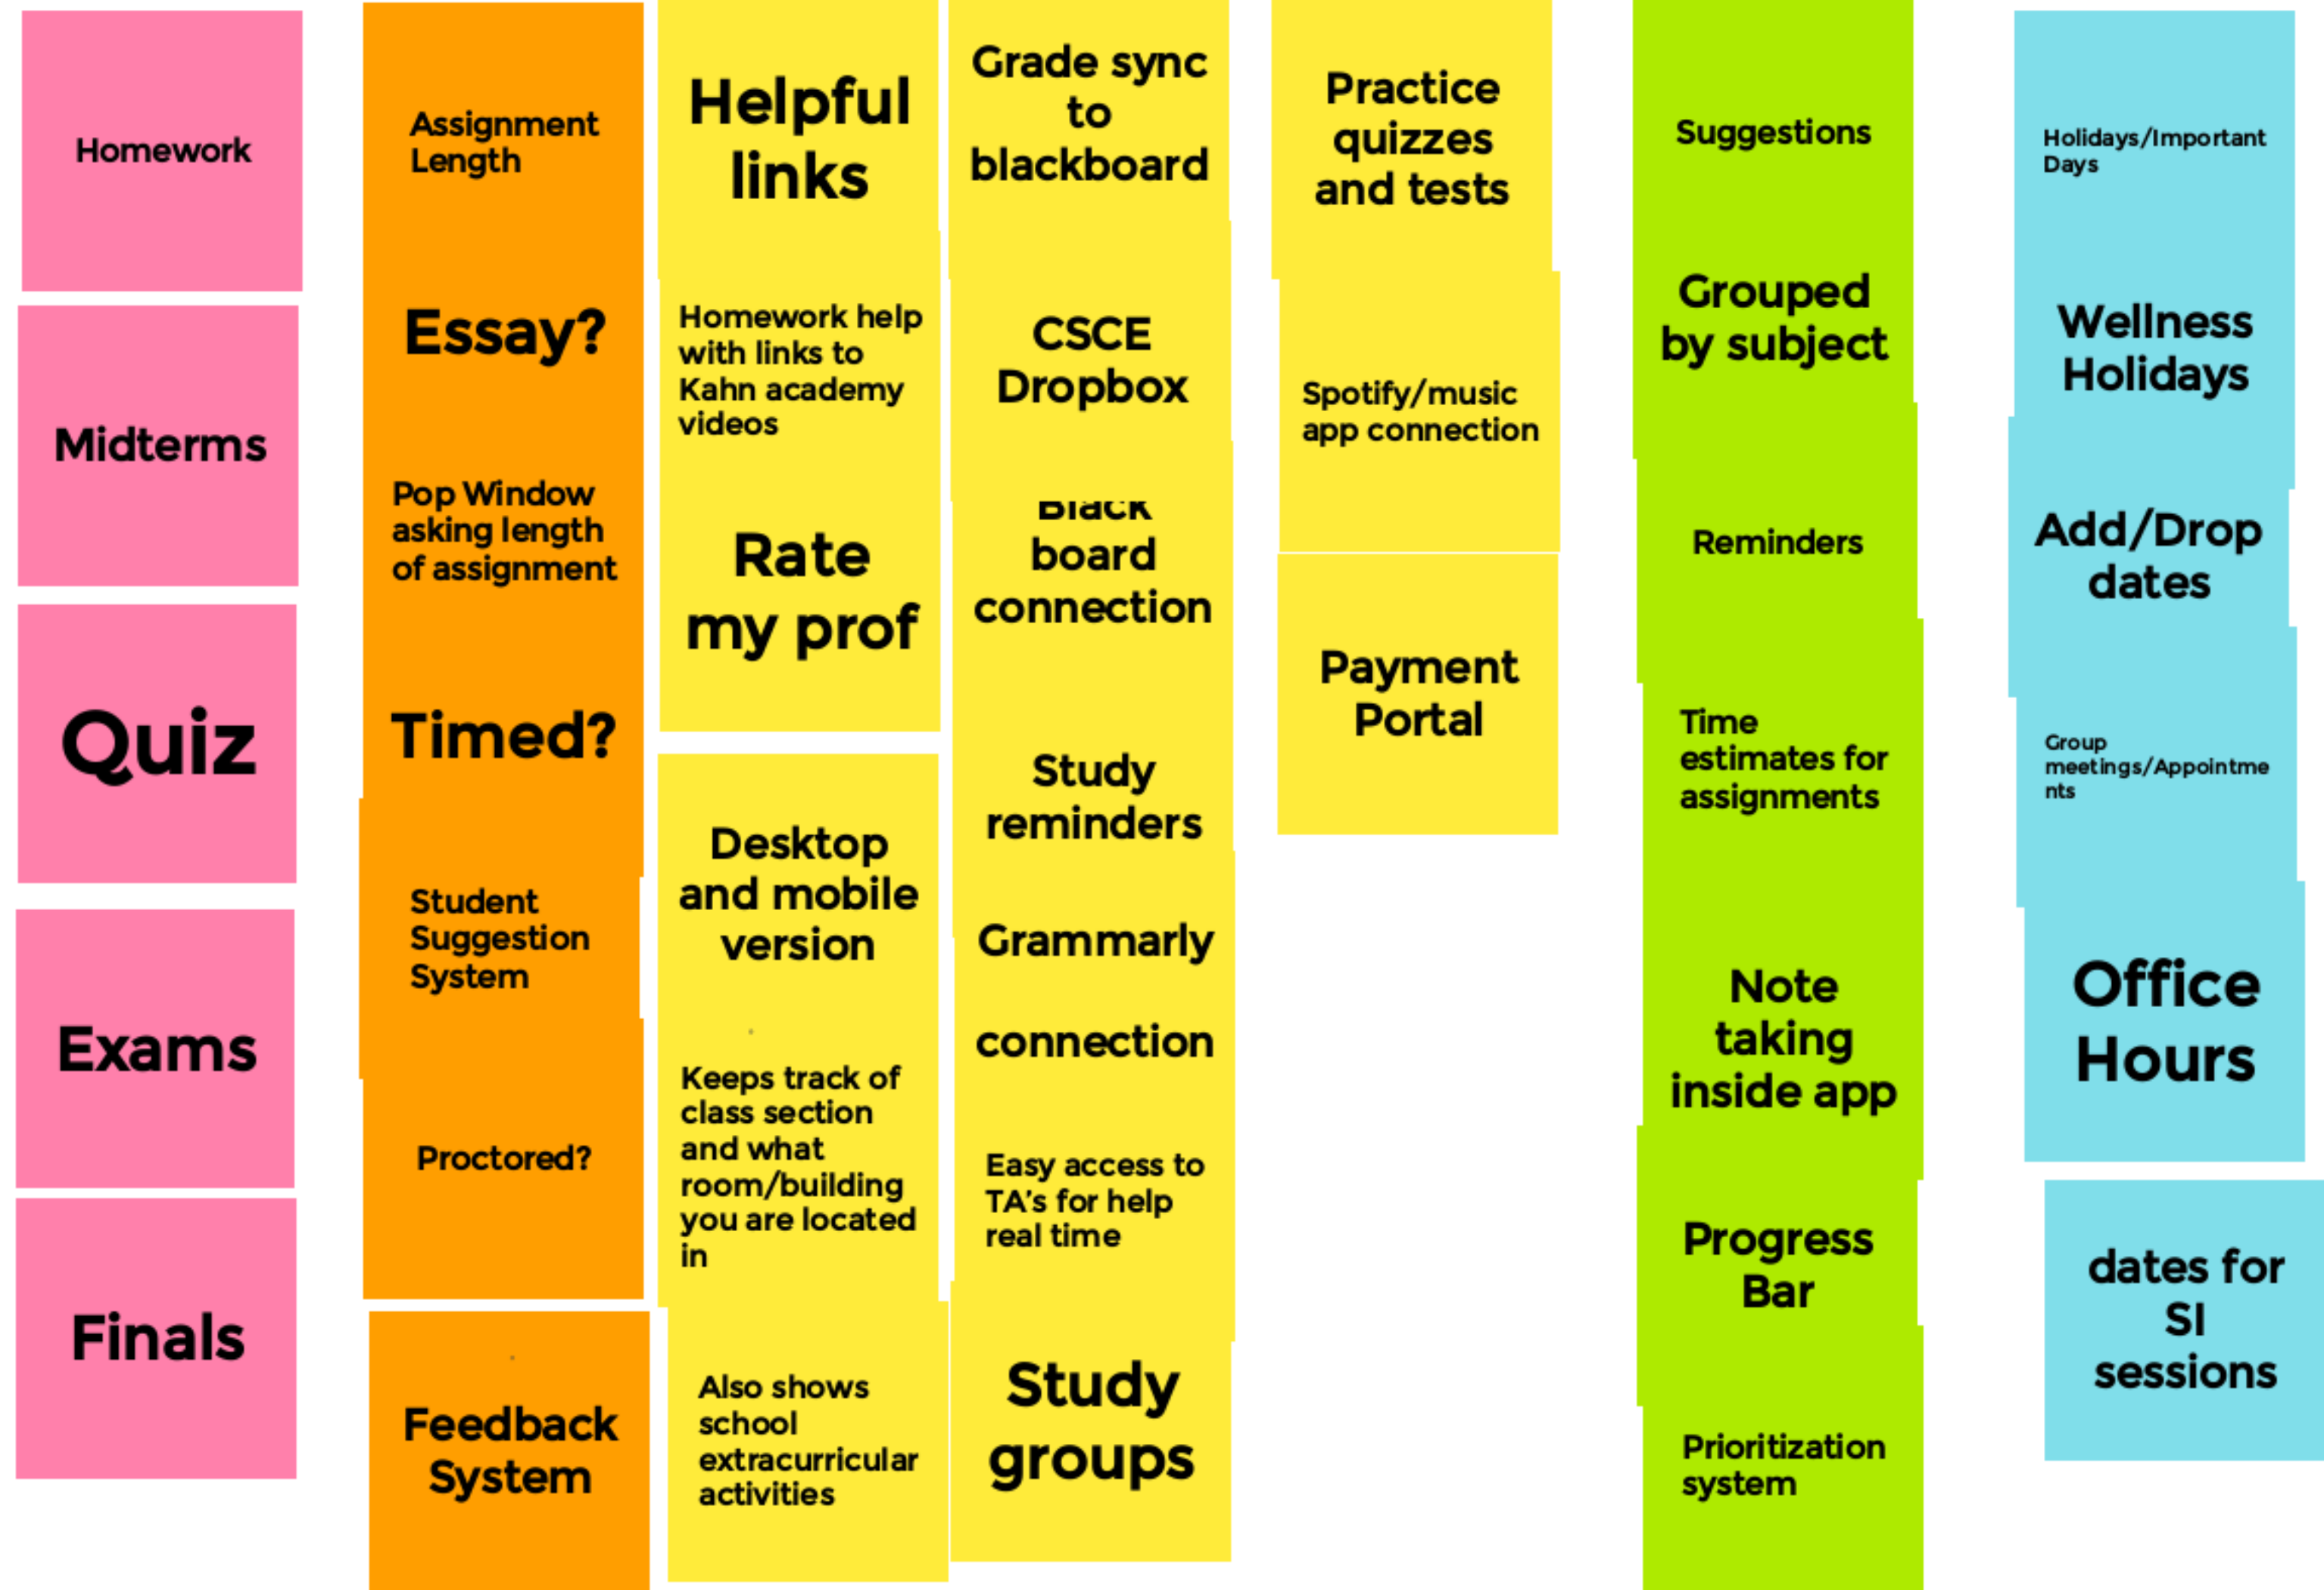 Homework
Midterms
Quiz
Exams
Finals
Assignment
Length
Essay?
Pop Window
asking length
of assignment
Timed?
Student
Suggestion
System
Proctored?
Feedback
System
Helpful
links
Homework help
with links to
Kahn academy
videos
Rate
my prof
Desktop
and mobile
version
Keeps track of
class section
and what
room/building
you are located
in
Also shows
school
extracurricular
activities
Grade sync
to
blackboard
CSCE
Dropbox
Black
board
connection
Study
reminders
Grammarly
connection
Easy access to
TA's for help
real time
Study
groups
Practice
quizzes
and tests
Spotify/music
app connection
Payment
Portal
Suggestions
Grouped
by subject
Reminders
Time
estimates for
assignments
Note
taking
inside app
Progress
Bar
Prioritization
system
Holidays/Important
Days
Wellness
Holidays
Add/Drop
dates
Group
meetings/Appointme
nts
Office
Hours
dates for
SI
sessions